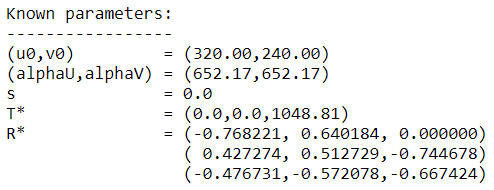 Known parameters:
-----------------
(u0,v0)           = (320.00,240.00)
(alphaU,alphaV) = (652.17,652.17)
s                 = 0.0
T*                = (0.0,0.0,1048.81)
R*                = (-0.768221, 0.640184, 0.000000)
                    ( 0.427274, 0.512729,-0.744678)
                    (-0.476731,-0.572078,-0.667424)